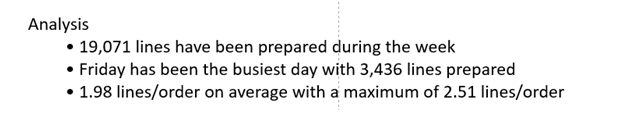 Analysis
• 19,071 lines have been prepared during the week
• Friday has been the busiest day with 3,436 lines prepared
• 1.98 lines/order on average with a maximum of 2.51 lines/order